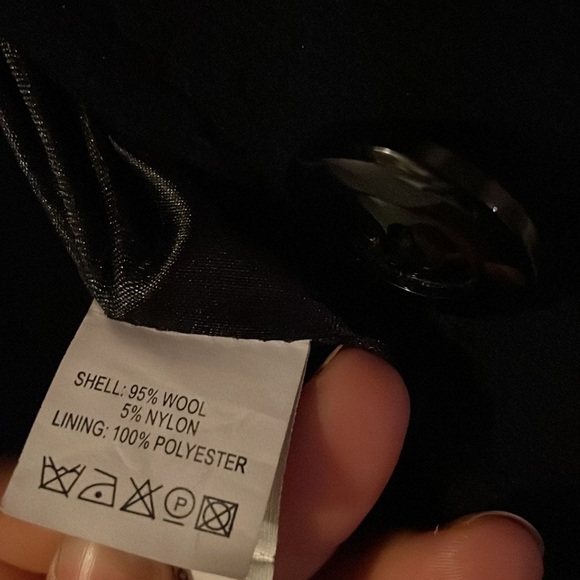 SHELL: 95% WOOL
5% NYLON
LINING: 100% POLYESTER
P